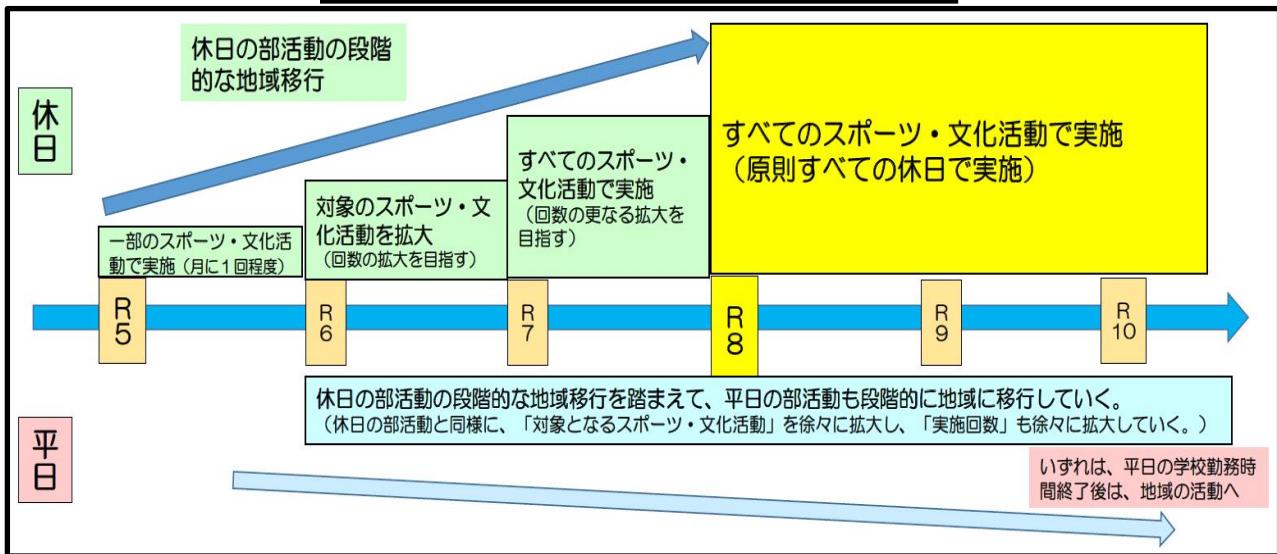 休日の部活動の段階
的な地域移行
休日
すべてのスポーツ・文化活動で実施
（原則すべての休日で実施）
すべてのスポーツ・
文化活動で実施
（回数の更なる拡大を
目指す）
対象のスポーツ・文
化活動を拡大
（回数の拡大を目指す）
一部のスポーツ・文化活
動で実施（月に１回程度）
R5
R6
R7
R8
R9
R10
休日の部活動の段階的な地域移行を踏まえて、平日の部活動も段階的に地域に移行していく。
（休日の部活動と同様に、「対象となるスポーツ・文化活動」を徐々に拡大し、「実施回数」も徐々に拡大していく。）
平日
いずれは、平日の学校勤務時
間終了後は、地域の活動へ